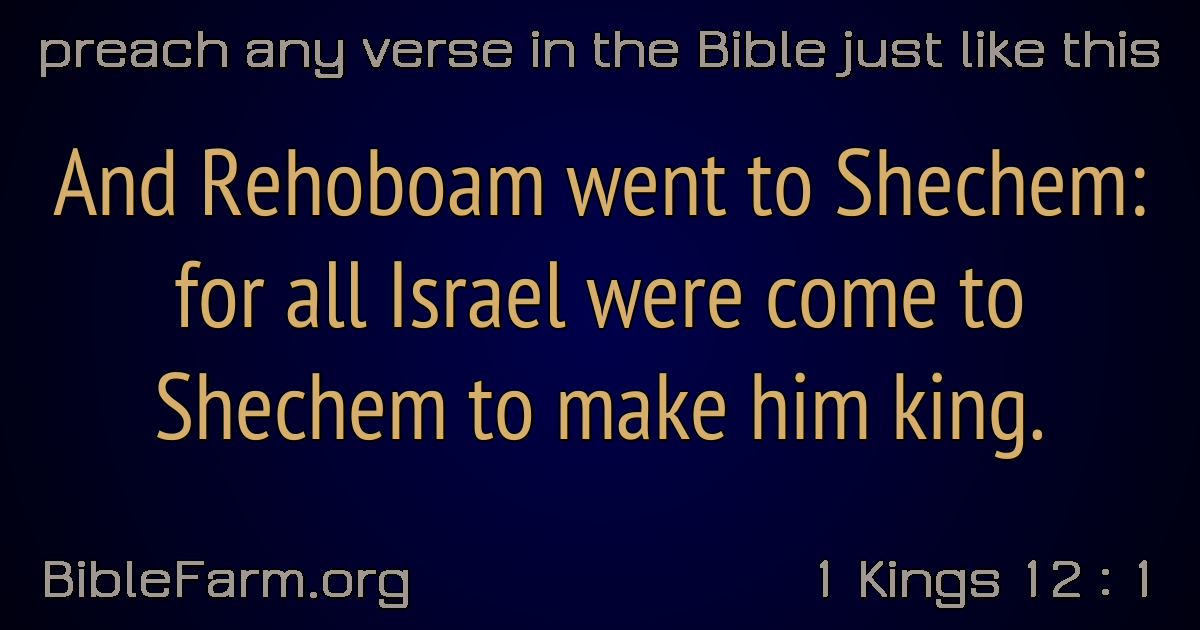 preach any verse in the Bible just like this
And Rehoboam went to Shechem:
for all Israel were come to
Shechem to make him king.
BibleFarm.org
1 Kings 12 : 1